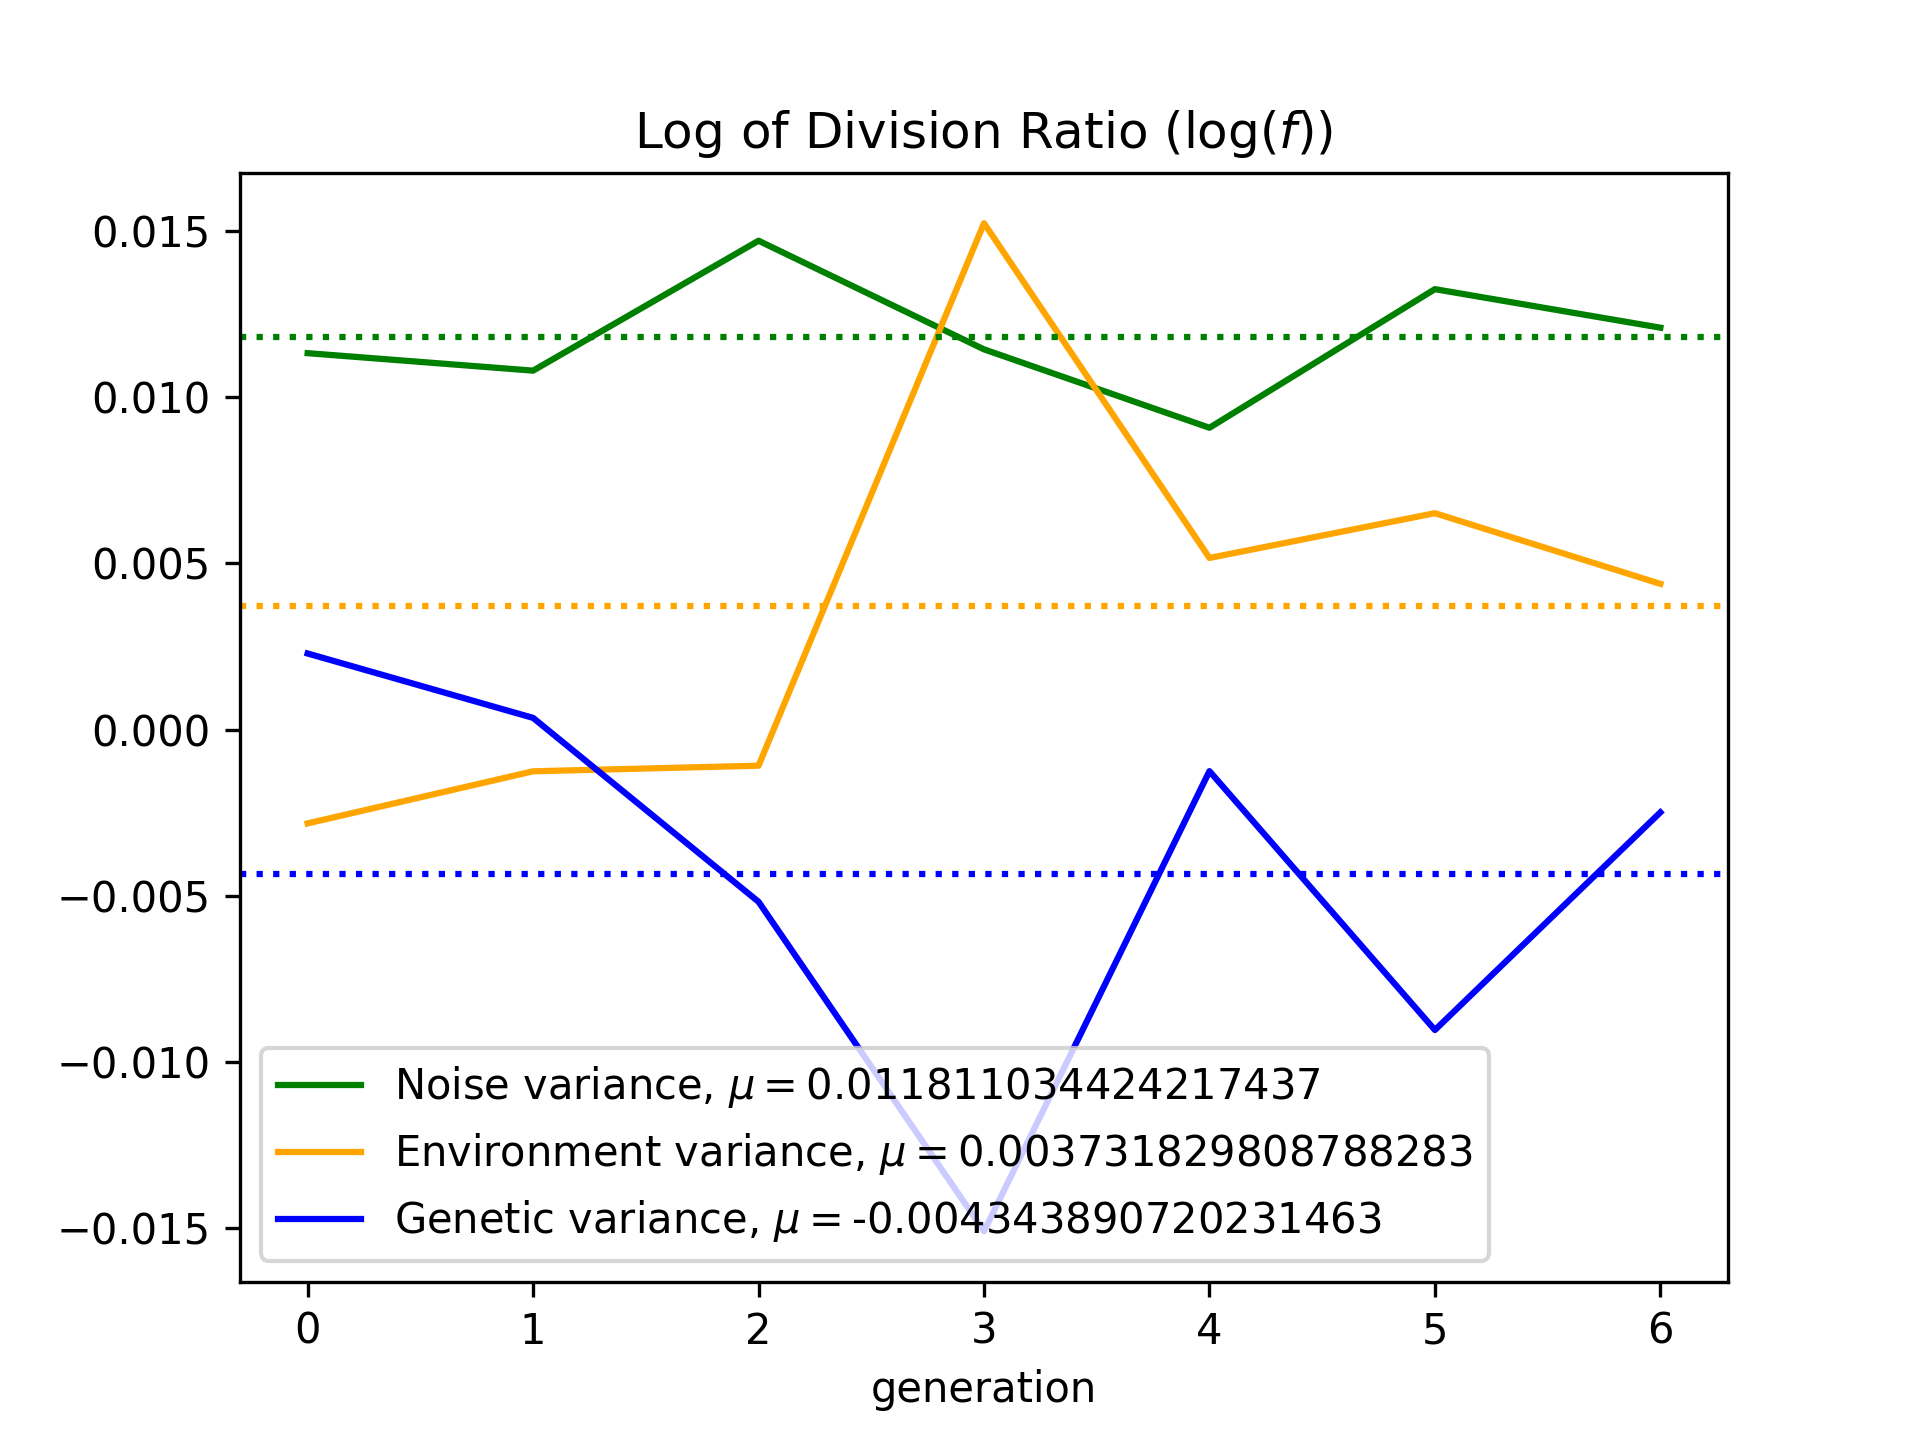 Log of Division Ratio (log(f))
0.015
0.010
0.005
0.000
−0.005
−0.010
−0.015
Noise variance, μ = 0.011811034424217437
Environment variance, μ = 0.003731829808788283
Genetic variance, μ = -0.004343890720231463
0 1 2 3 4 5 6
generation